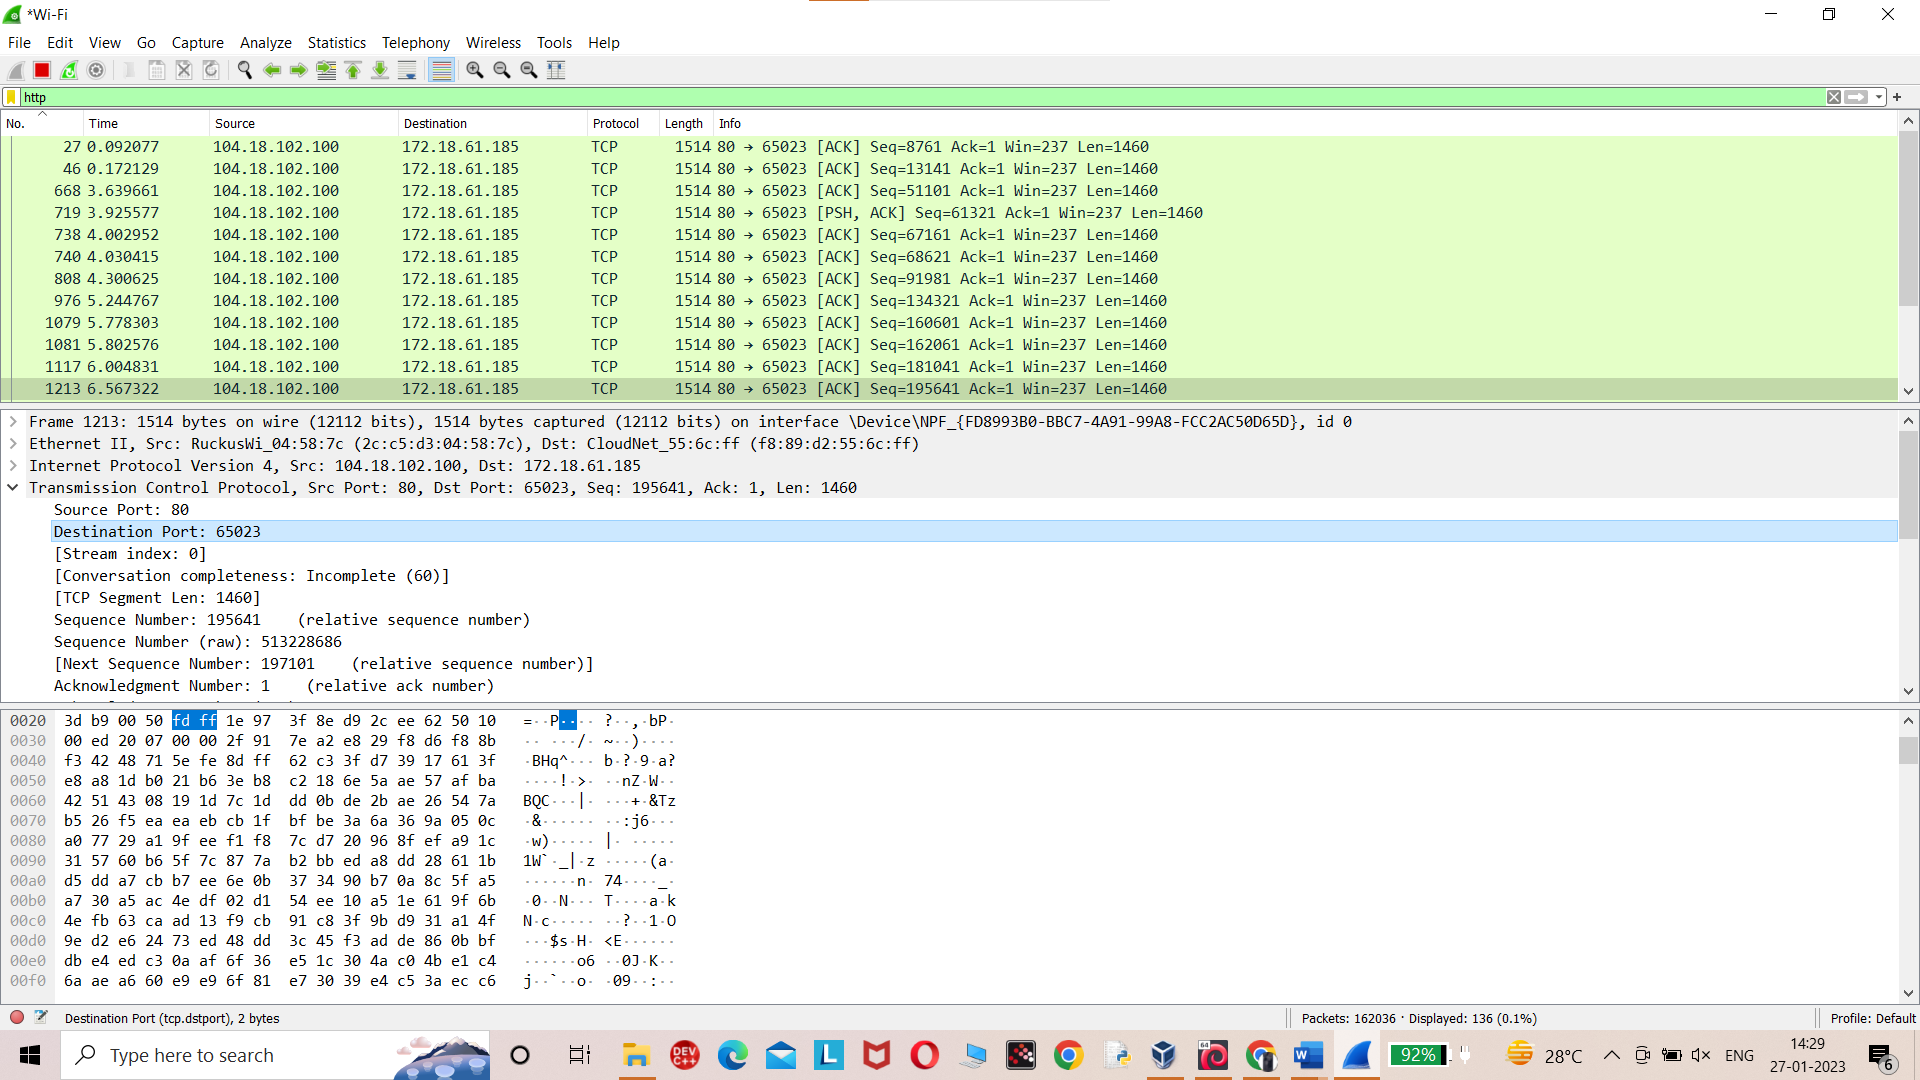 *Wi-Fi
File Edit View Go Capture Analyze Statistics Telephony Wireless Tools Help
http
No. Time Source Destination Protocol Length Info
27 0.092077 104.18.102.100 172.18.61.185 TCP 1514 80 → 65023 [ACK] Seq=8761 Ack=1 Win=237 Len=1460
46 0.172129 104.18.102.100 172.18.61.185 TCP 1514 80 → 65023 [ACK] Seq=13141 Ack=1 Win=237 Len=1460
668 3.639661 104.18.102.100 172.18.61.185 TCP 1514 80 → 65023 [ACK] Seq=51101 Ack=1 Win=237 Len=1460
719 3.925577 104.18.102.100 172.18.61.185 TCP 1514 80 → 65023 [PSH, ACK] Seq=61321 Ack=1 Win=237 Len=1460
738 4.002952 104.18.102.100 172.18.61.185 TCP 1514 80 → 65023 [ACK] Seq=67161 Ack=1 Win=237 Len=1460
740 4.030415 104.18.102.100 172.18.61.185 TCP 1514 80 → 65023 [ACK] Seq=68621 Ack=1 Win=237 Len=1460
808 4.300625 104.18.102.100 172.18.61.185 TCP 1514 80 → 65023 [ACK] Seq=91981 Ack=1 Win=237 Len=1460
976 5.244767 104.18.102.100 172.18.61.185 TCP 1514 80 → 65023 [ACK] Seq=134321 Ack=1 Win=237 Len=1460
1079 5.778303 104.18.102.100 172.18.61.185 TCP 1514 80 → 65023 [ACK] Seq=160601 Ack=1 Win=237 Len=1460
1081 5.802576 104.18.102.100 172.18.61.185 TCP 1514 80 → 65023 [ACK] Seq=162061 Ack=1 Win=237 Len=1460
1117 6.004831 104.18.102.100 172.18.61.185 TCP 1514 80 → 65023 [ACK] Seq=181041 Ack=1 Win=237 Len=1460
1213 6.567322 104.18.102.100 172.18.61.185 TCP 1514 80 → 65023 [ACK] Seq=195641 Ack=1 Win=237 Len=1460
Frame 1213: 1514 bytes on wire (12112 bits), 1514 bytes captured (12112 bits) on interface \Device\NPF_{FD8993B0-BBC7-4A91-99A8-FCC2AC50D65D}, id 0
Ethernet II, Src: RuckusWi_04:58:7c (2c:c5:d3:04:58:7c), Dst: CloudNet_55:6c:ff (f8:89:d2:55:6c:ff)
Internet Protocol Version 4, Src: 104.18.102.100, Dst: 172.18.61.185
Transmission Control Protocol, Src Port: 80, Dst Port: 65023, Seq: 195641, Ack: 1, Len: 1460
Source Port: 80
Destination Port: 65023
[Stream index: 0]
[Conversation completeness: Incomplete (60)]
[TCP Segment Len: 1460]
Sequence Number: 195641 (relative sequence number)
Sequence Number (raw): 513228686
[Next Sequence Number: 197101 (relative sequence number)]
Acknowledgment Number: 1 (relative ack number)
0020 3d b9 00 50 fd ff 1e 97 3f 8e d9 2c ee 62 50 10 =··P···· ?··,·bP·
0030 00 ed 20 07 00 00 2f 91 7e a2 e8 29 f8 d6 f8 8b ·· ···/· ~··)····
0040 f3 42 48 71 5e fe 8d ff 62 c3 3f d7 39 17 61 3f ·BHq^··· b·?·9·a?
0050 e8 a8 1d b0 21 b6 3e b8 c2 18 6e 5a ae 57 af ba ····!·>· ··nZ·W··
0060 42 51 43 08 19 1d 7c 1d dd 0b de 2b ae 26 54 7a BQC···|· ···+·&Tz
0070 b5 26 f5 ea ea eb cb 1f bf be 3a 6a 36 9a 05 0c ·&······ ··:j6···
0080 a0 77 29 a1 9f ee f1 f8 7c d7 20 96 8f ef a9 1c ·w)····· |· ·····
0090 31 57 60 b6 5f 7c 87 7a b2 bb ed a8 dd 28 61 1b 1W`·_|·z ·····(a·
00a0 d5 dd a7 cb b7 ee 6e 0b 37 34 90 b7 0a 8c 5f a5 ······n· 74····_·
00b0 a7 30 a5 ac 4e df 02 d1 54 ee 10 a5 1e 61 9f 6b ·0··N··· T····a·k
00c0 4e fb 63 ca ad 13 f9 cb 91 c8 3f 9b d9 31 a1 4f N·c····· ··?··1·O
00d0 9e d2 e6 24 73 ed 48 dd 3c 45 f3 ad de 86 0b bf ···$s·H· <E······
00e0 db e4 ed c3 0a af 6f 36 e5 1c 30 4a c0 4b e1 c4 ······o6 ··0J·K··
00f0 6a ae a6 60 e9 e9 6f 81 e7 30 39 e4 c5 3a ec c6 j··`··o· ·09··:··
Destination Port (tcp.dstport), 2 bytes Packets: 162036 · Displayed: 136 (0.1%) Profile: Default
Type here to search DEV C++ L 64 W 92% 28°C ENG 14:29
27-01-2023 6